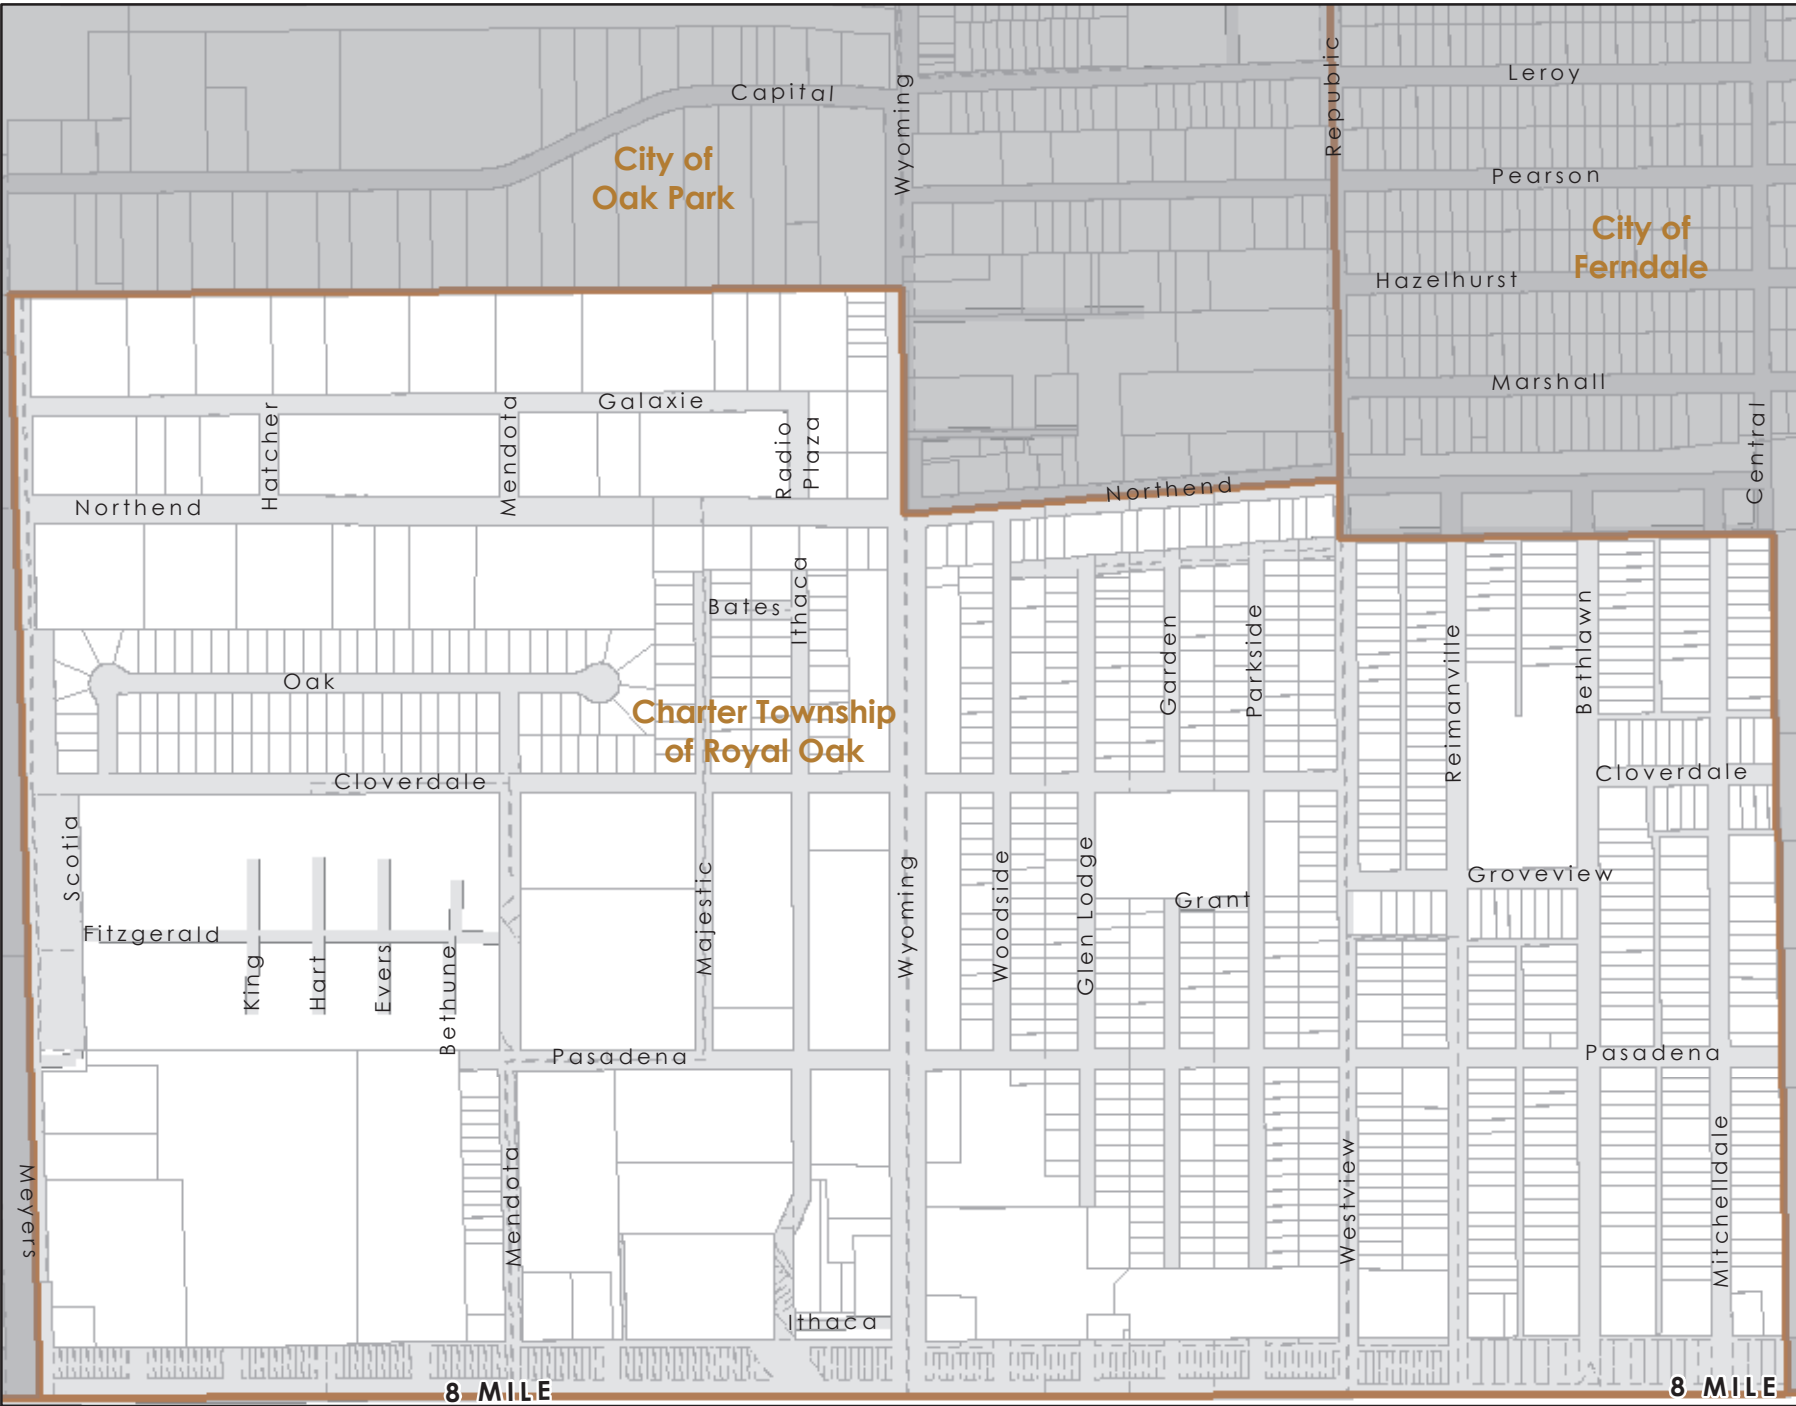 Leroy
Capital
Wyoming
Republic
City of
Oak Park
Pearson
City of
Ferndale
Hazelhurst
Marshall
Galaxie
Hatcher
Mendota
Radio
Plaza
Central
Northend
Northend
Bates
Ithaca
Garden
Parkside
Reimanville
Bethlawn
Oak
Charter Township
of Royal Oak
Cloverdale
Cloverdale
Scotia
Majestic
Wyoming
Woodside
Glen Lodge
Grant
Groveview
Fitzgerald
King
Hart
Evers
Bethune
Pasadena
Pasadena
Meyers
Mendota
Westview
Mitchelldale
Ithaca
8 MILE
8 MILE